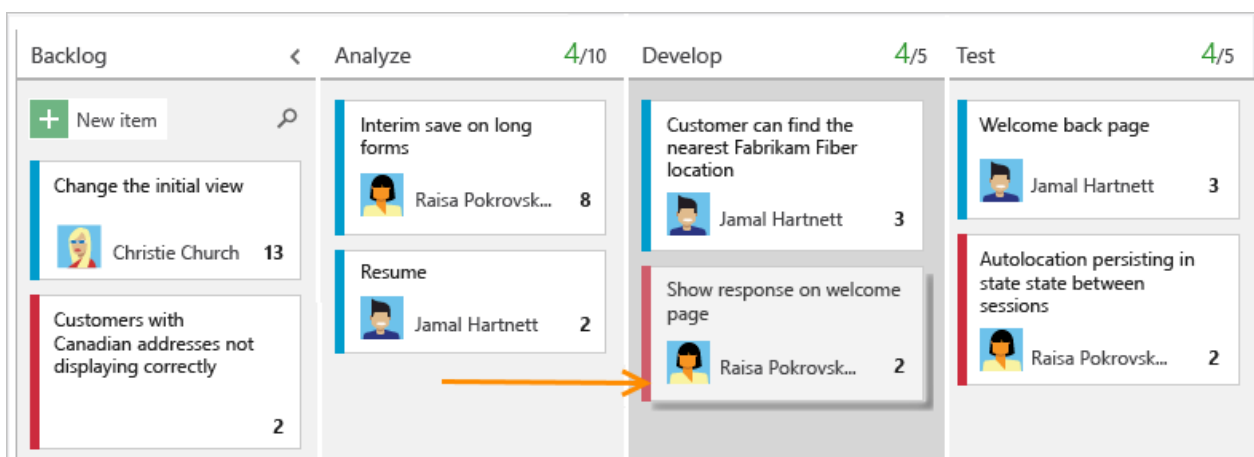 Backlog
<
Analyze
4/10
Develop
4/5
Test
4/5
+ New item
Change the initial view
Christie Church 13
Customers with
Canadian addresses not
displaying correctly
2
Interim save on long
forms
Raisa Pokrovsk... 8
Resume
Jamal Hartnett 2
Customer can find the
nearest Fabrikam Fiber
location
Jamal Hartnett 3
Show response on welcome
page
Raisa Pokrovsk... 2
Welcome back page
Jamal Hartnett 3
Autolocation persisting in
state state between
sessions
Raisa Pokrovsk... 2